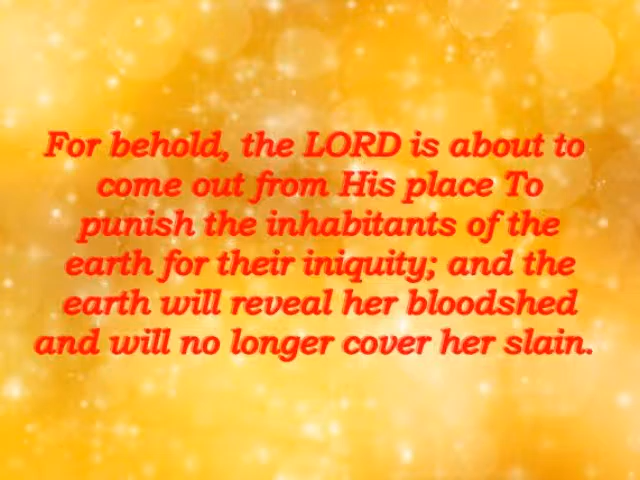 For behold, the LORD is about to
come out from His place To
punish the inhabitants of the
earth for their iniquity; and the
earth will reveal her bloodshed
and will no longer cover her slain.